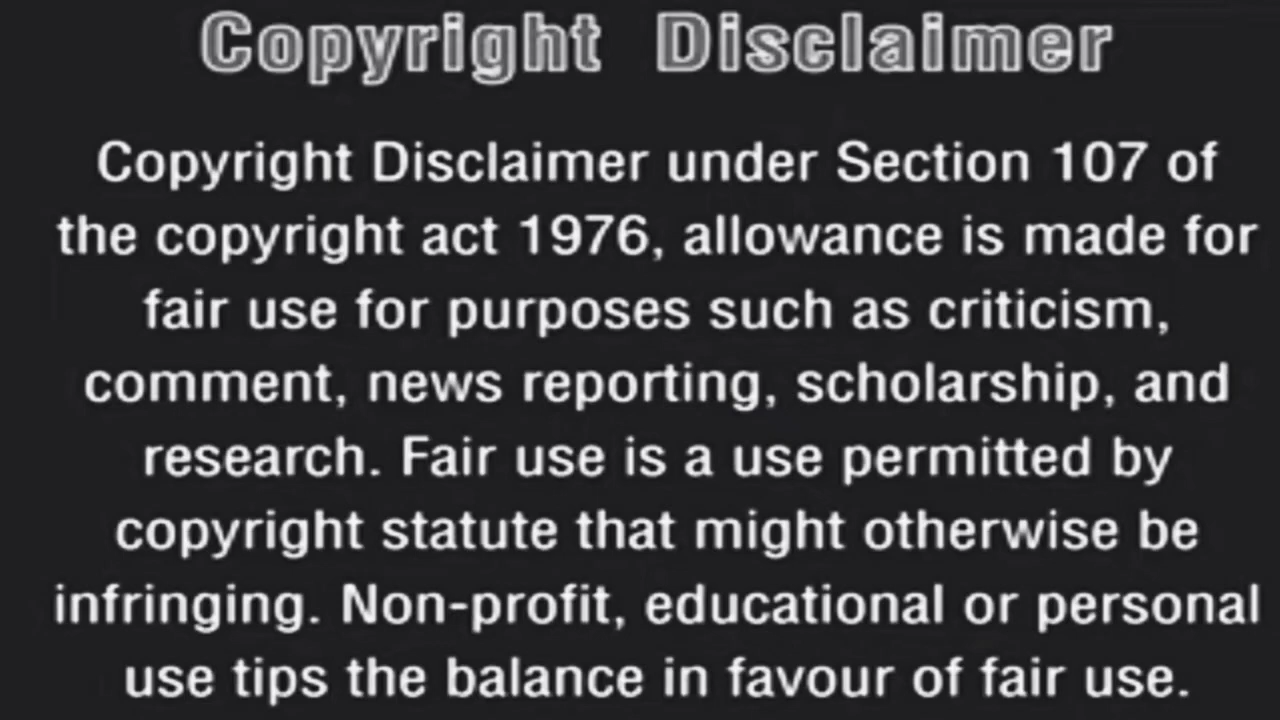 Copyright Disclaimer
Copyright Disclaimer under Section 107 of
the copyright act 1976, allowance is made for
fair use for purposes such as criticism,
comment, news reporting, scholarship, and
research. Fair use is a use permitted by
copyright statute that might otherwise be
infringing. Non-profit, educational or personal
use tips the balance in favour of fair use.